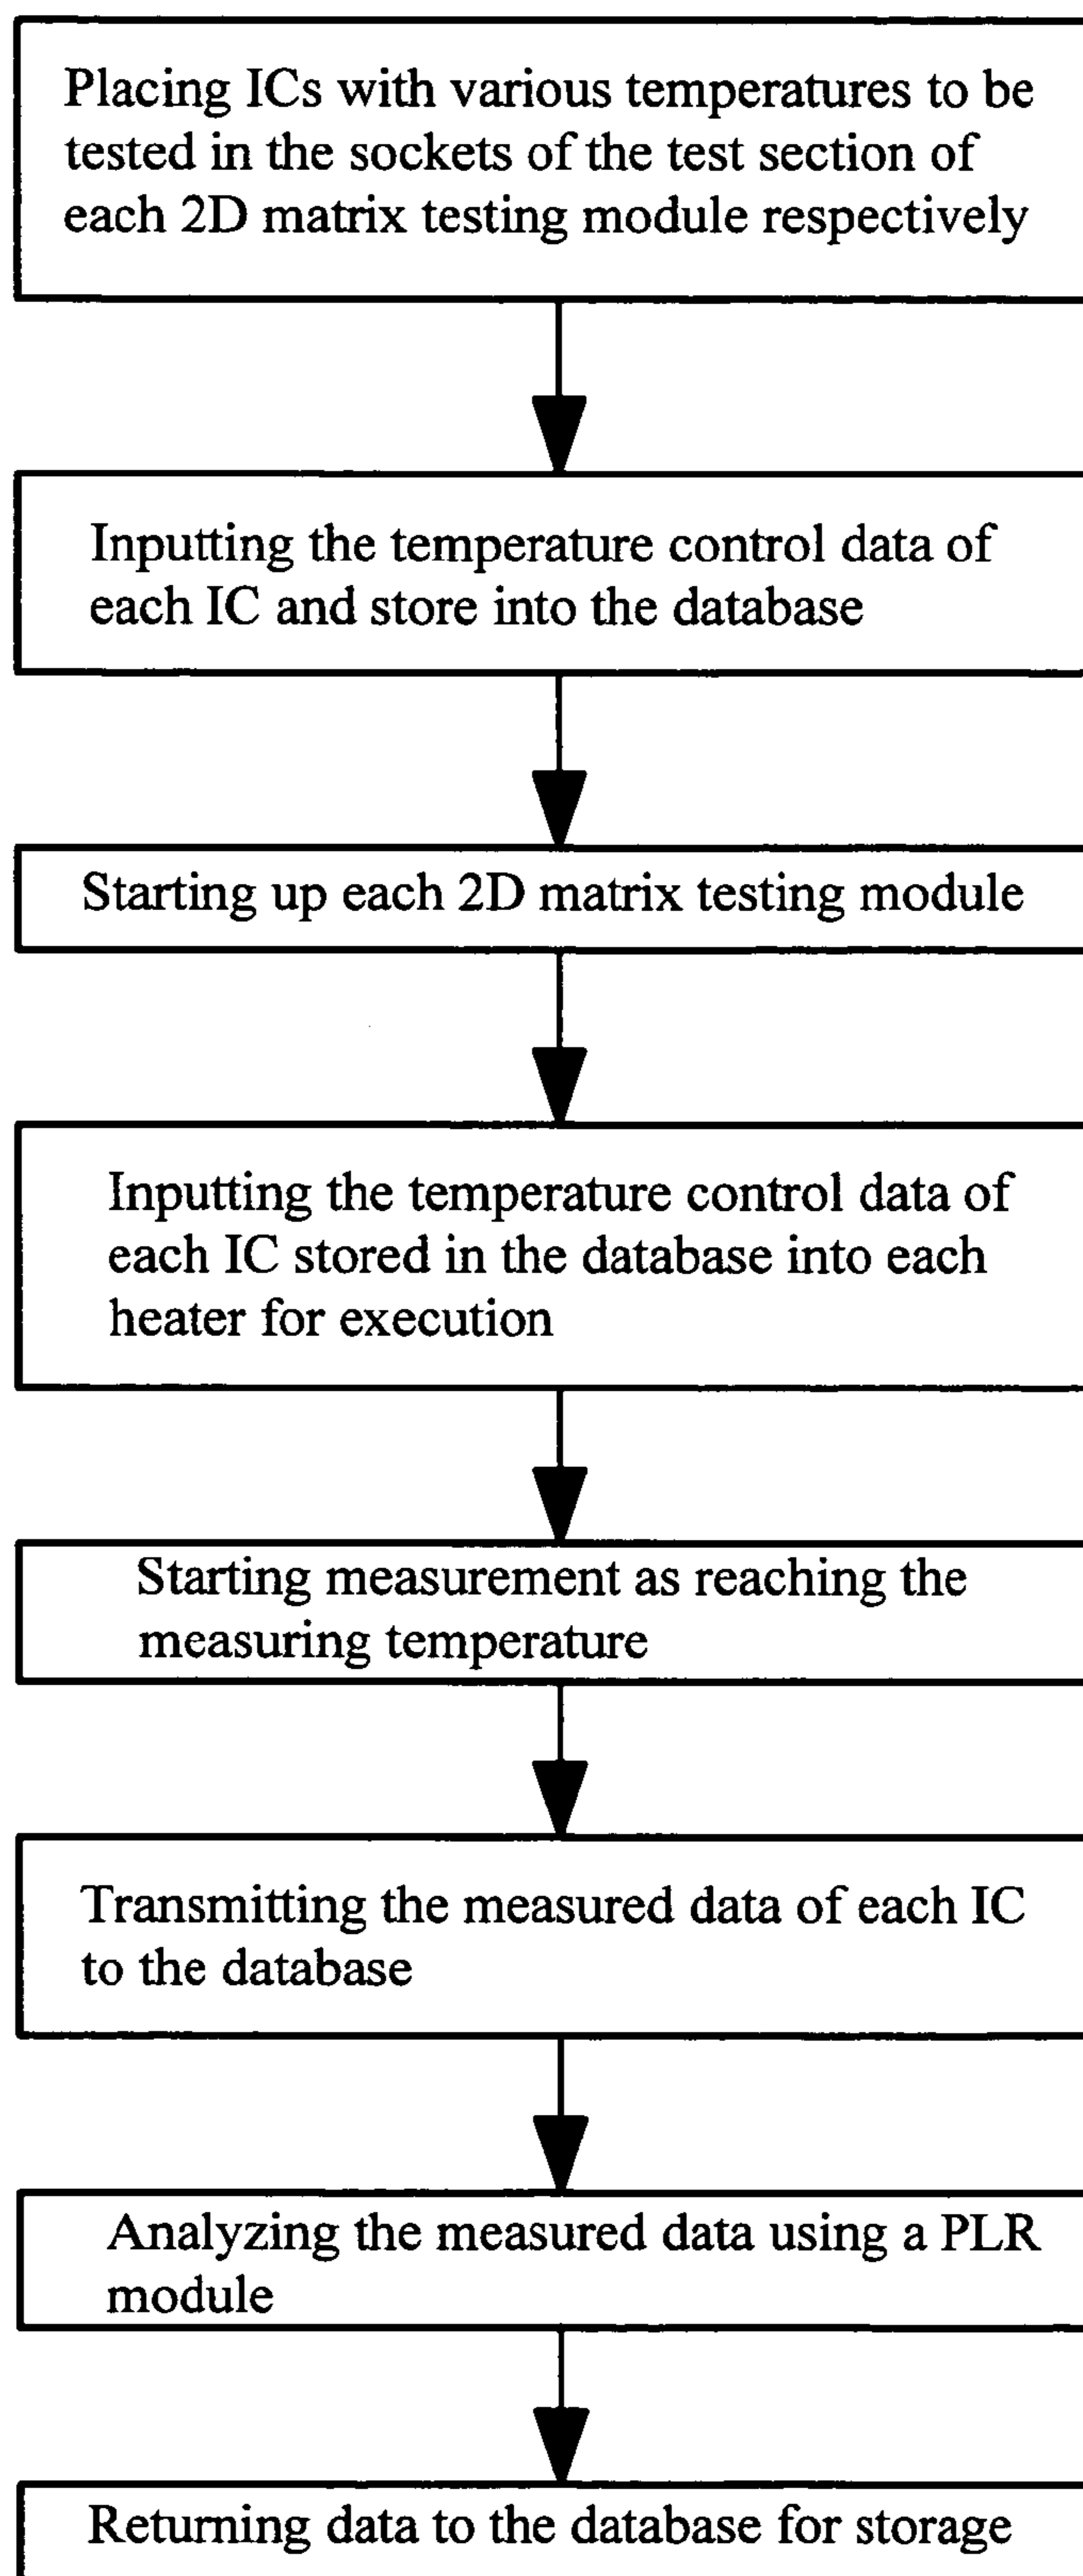 Placing ICs with various temperatures to be
tested in the sockets of the test section of
each 2D matrix testing module respectively
Inputting the temperature control data of
each IC and store into the database
Starting up each 2D matrix testing module
Inputting the temperature control data of
each IC stored in the database into each
heater for execution
Starting measurement as reaching the
measuring temperature
Transmitting the measured data of each IC
to the database
Analyzing the measured data using a PLR
module
Returning data to the database for storage